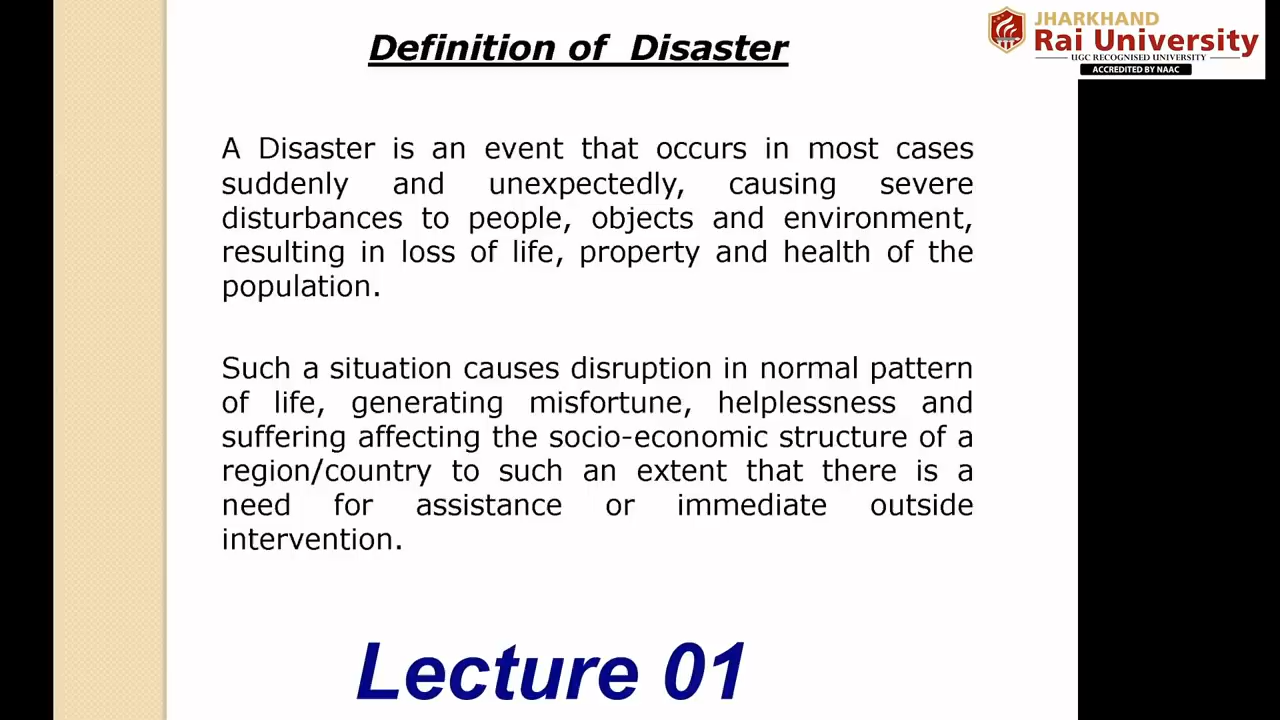 Definition of Disaster
JHARKHAND
Rai University
UGC RECOGNISED UNIVERSITY
ACCREDITED BY NAAC
A Disaster is an event that occurs in most cases
suddenly and unexpectedly, causing severe
disturbances to people, objects and environment,
resulting in loss of life, property and health of the
population.
Such a situation causes disruption in normal pattern
of life, generating misfortune, helplessness and
suffering affecting the socio-economic structure of a
region/country to such an extent that there is a
need for assistance or immediate outside
intervention.
Lecture 01